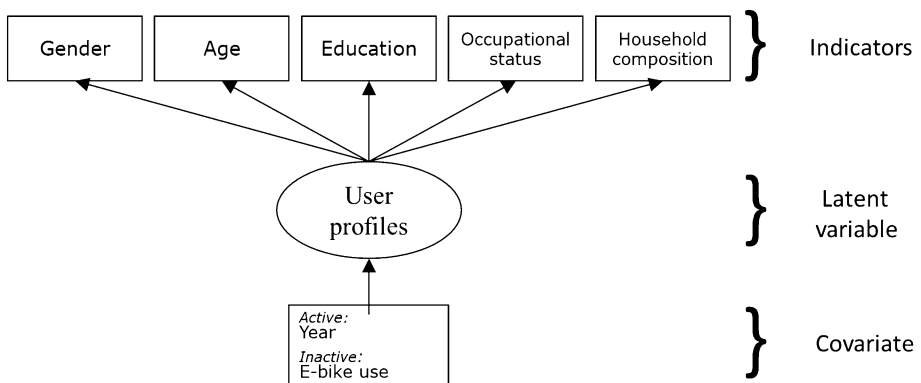 Gender
Age
Education
Occupational
status
Household
composition
Indicators
User
profiles
Latent
variable
Active:
Year
Inactive:
E-bike use
Covariate